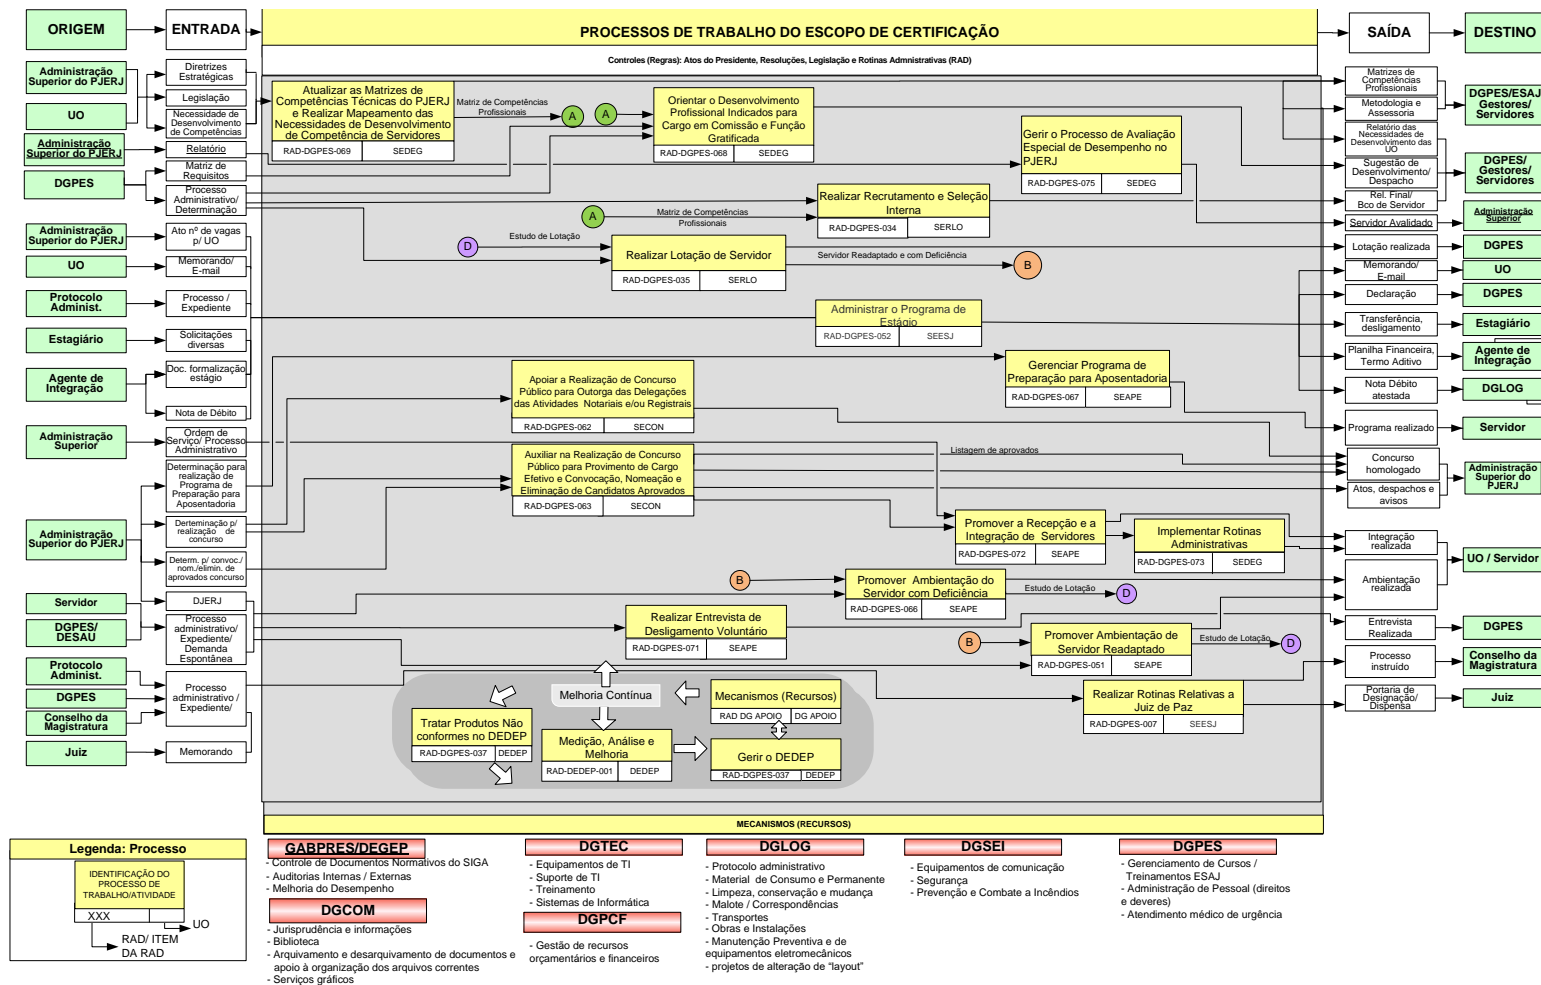 ORIGEM
ENTRADA
PROCESSOS DE TRABALHO DO ESCOPO DE CERTIFICAÇÃO
SAÍDA
DESTINO
Controles (Regras): Atos do Presidente, Resoluções, Legislação e Rotinas Admnistrativas (RAD)
Administração
Superior do PJERJ
UO
Administração
Superior do PJERJ
DGPES
Administração
Superior do PJERJ
UO
Protocolo
Administ.
Estagiário
Agente de
Integração
Administração
Superior
Administração
Superior do PJERJ
Servidor
DGPES/
DESAU
Protocolo
Administ.
DGPES
Conselho da
Magistratura
Juiz
Diretrizes
Estratégicas
Legislação
Necessidade de
Desenvolvimento
de Competências
Relatório
Matriz de
Requisitos
Processo
Administrativo/
Determinação
Ato nº de vagas
p/ UO
Memorando/
E-mail
Processo /
Expediente
Solicitações
diversas
Doc. formalização
estágio
Nota de Débito
Ordem de
Serviço/ Processo
Administrativo
Determinação para
realização de
Programa de
Preparação para
Aposentadoria
Derteminação p/
realização de
concurso
Determ. p/ convoc./
nom./elimin. de
aprovados concurso
DJERJ
Processo
administrativo/
Expediente/
Demanda
Espontânea
Processo
administrativo /
Expediente/
Memorando
Atualizar as Matrizes de
Competências Técnicas do PJERJ
e Realizar Mapeamento das
Necessidades de Desenvolvimento
de Competência de Servidores
RAD-DGPES-069 SEDEG
Matriz de Competências
Profissionais
A
A
Orientar o Desenvolvimento
Profissional Indicados para
Cargo em Comissão e Função
Gratificada
RAD-DGPES-068 SEDEG
Gerir o Processo de Avaliação
Especial de Desempenho no
PJERJ
RAD-DGPES-075 SEDEG
Realizar Recrutamento e Seleção
Interna
RAD-DGPES-034 SERLO
A
Matriz de Competências
Profissionais
D
Estudo de Lotação
Realizar Lotação de Servidor
RAD-DGPES-035 SERLO
Servidor Readaptado e com Deficiência
B
Administrar o Programa de
Estágio
RAD-DGPES-052 SEESJ
Gerenciar Programa de
Preparação para Aposentadoria
RAD-DGPES-067 SEAPE
Apoiar a Realização de Concurso
Público para Outorga das Delegações
das Atividades Notariais e/ou Registrais
RAD-DGPES-062 SECON
Auxiliar na Realização de Concurso
Público para Provimento de Cargo
Efetivo e Convocação, Nomeação e
Eliminação de Candidatos Aprovados
RAD-DGPES-063 SECON
Listagem de aprovados
Promover a Recepção e a
Integração de Servidores
RAD-DGPES-072 SEAPE
Implementar Rotinas
Administrativas
RAD-DGPES-073 SEDEG
B
Promover Ambientação do
Servidor com Deficiência
RAD-DGPES-066 SEAPE
Estudo de Lotação
D
Realizar Entrevista de
Desligamento Voluntário
RAD-DGPES-071 SEAPE
B
Promover Ambientação de
Servidor Readaptado
RAD-DGPES-051 SEAPE
Estudo de Lotação
D
Realizar Rotinas Relativas a
Juiz de Paz
RAD-DGPES-007 SEESJ
Melhoria Contínua
Mecanismos (Recursos)
RAD DG APOIO DG APOIO
Tratar Produtos Não
conformes no DEDEP
RAD-DGPES-037 DEDEP
Medição, Análise e
Melhoria
RAD-DEDEP-001 DEDEP
Gerir o DEDEP
RAD-DGPES-037 DEDEP
Matrizes de
Competências
Profissionais
Metodologia e
Assessoria
Relatório das
Necessidades de
Desenvolvimento das
UO
Sugestão de
Desenvolvimento/
Despacho
Rel. Final/
Bco de Servidor
Servidor Avalidado
Lotação realizada
Memorando/
E-mail
Declaração
Transferência,
desligamento
Planilha Financeira,
Termo Aditivo
Nota Débito
atestada
Programa realizado
Concurso
homologado
Atos, despachos e
avisos
Integração
realizada
Ambientação
realizada
Entrevista
Realizada
Processo
instruído
Portaria de
Designação/
Dispensa
DGPES/ESAJ
Gestores/
Servidores
DGPES/
Gestores/
Servidores
Administração
Superior
DGPES
UO
DGPES
Estagiário
Agente de
Integração
DGLOG
Servidor
Administração
Superior do
PJERJ
UO / Servidor
DGPES
Conselho da
Magistratura
Juiz
MECANISMOS (RECURSOS)
Legenda: Processo
IDENTIFICAÇÃO DO
PROCESSO DE
TRABALHO/ATIVIDADE
XXX
UO
RAD/ ITEM
DA RAD
GABPRES/DEGEP
- Controle de Documentos Normativos do SIGA
- Auditorias Internas / Externas
- Melhoria do Desempenho
DGCOM
- Jurisprudência e informações
- Biblioteca
- Arquivamento e desarquivamento de documentos e
apoio à organização dos arquivos correntes
- Serviços gráficos
DGTEC
- Equipamentos de TI
- Suporte de TI
- Treinamento
- Sistemas de Informática
DGPCF
- Gestão de recursos
orçamentários e financeiros
DGLOG
- Protocolo administrativo
- Material de Consumo e Permanente
- Limpeza, conservação e mudança
- Malote / Correspondências
- Transportes
- Obras e Instalações
- Manutenção Preventiva e de
equipamentos eletromecânicos
- projetos de alteração de "layout"
DGSEI
- Equipamentos de comunicação
- Segurança
- Prevenção e Combate a Incêndios
DGPES
- Gerenciamento de Cursos /
Treinamentos ESAJ
- Administração de Pessoal (direitos
e deveres)
- Atendimento médico de urgência